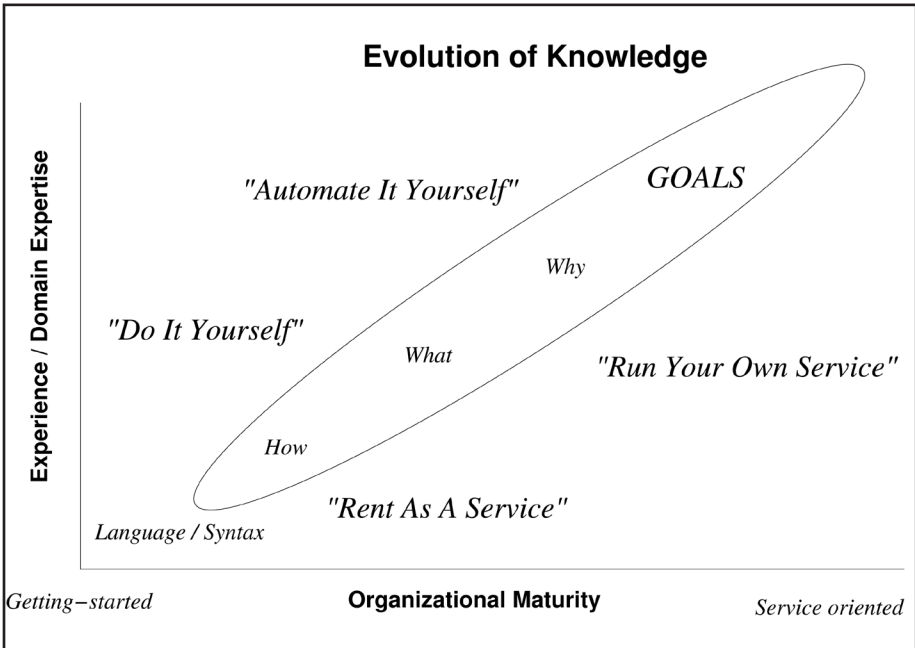 Evolution of Knowledge
Experience / Domain Expertise
"Automate It Yourself"
GOALS
Why
"Do It Yourself"
What
"Run Your Own Service"
How
"Rent As A Service"
Language / Syntax
Getting−started
Organizational Maturity
Service oriented